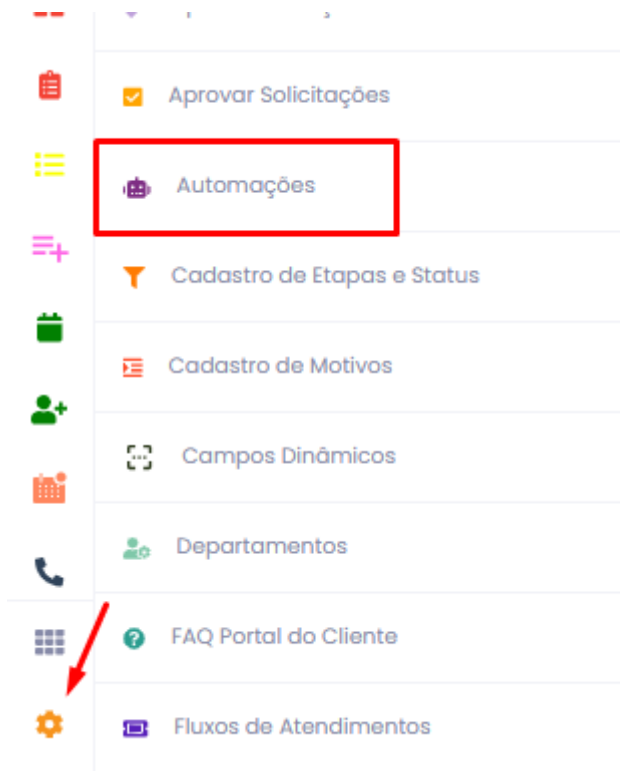 Aprovar Solicitações
Automações
Cadastro de Etapas e Status
Cadastro de Motivos
Campos Dinâmicos
Departamentos
FAQ Portal do Cliente
Fluxos de Atendimentos